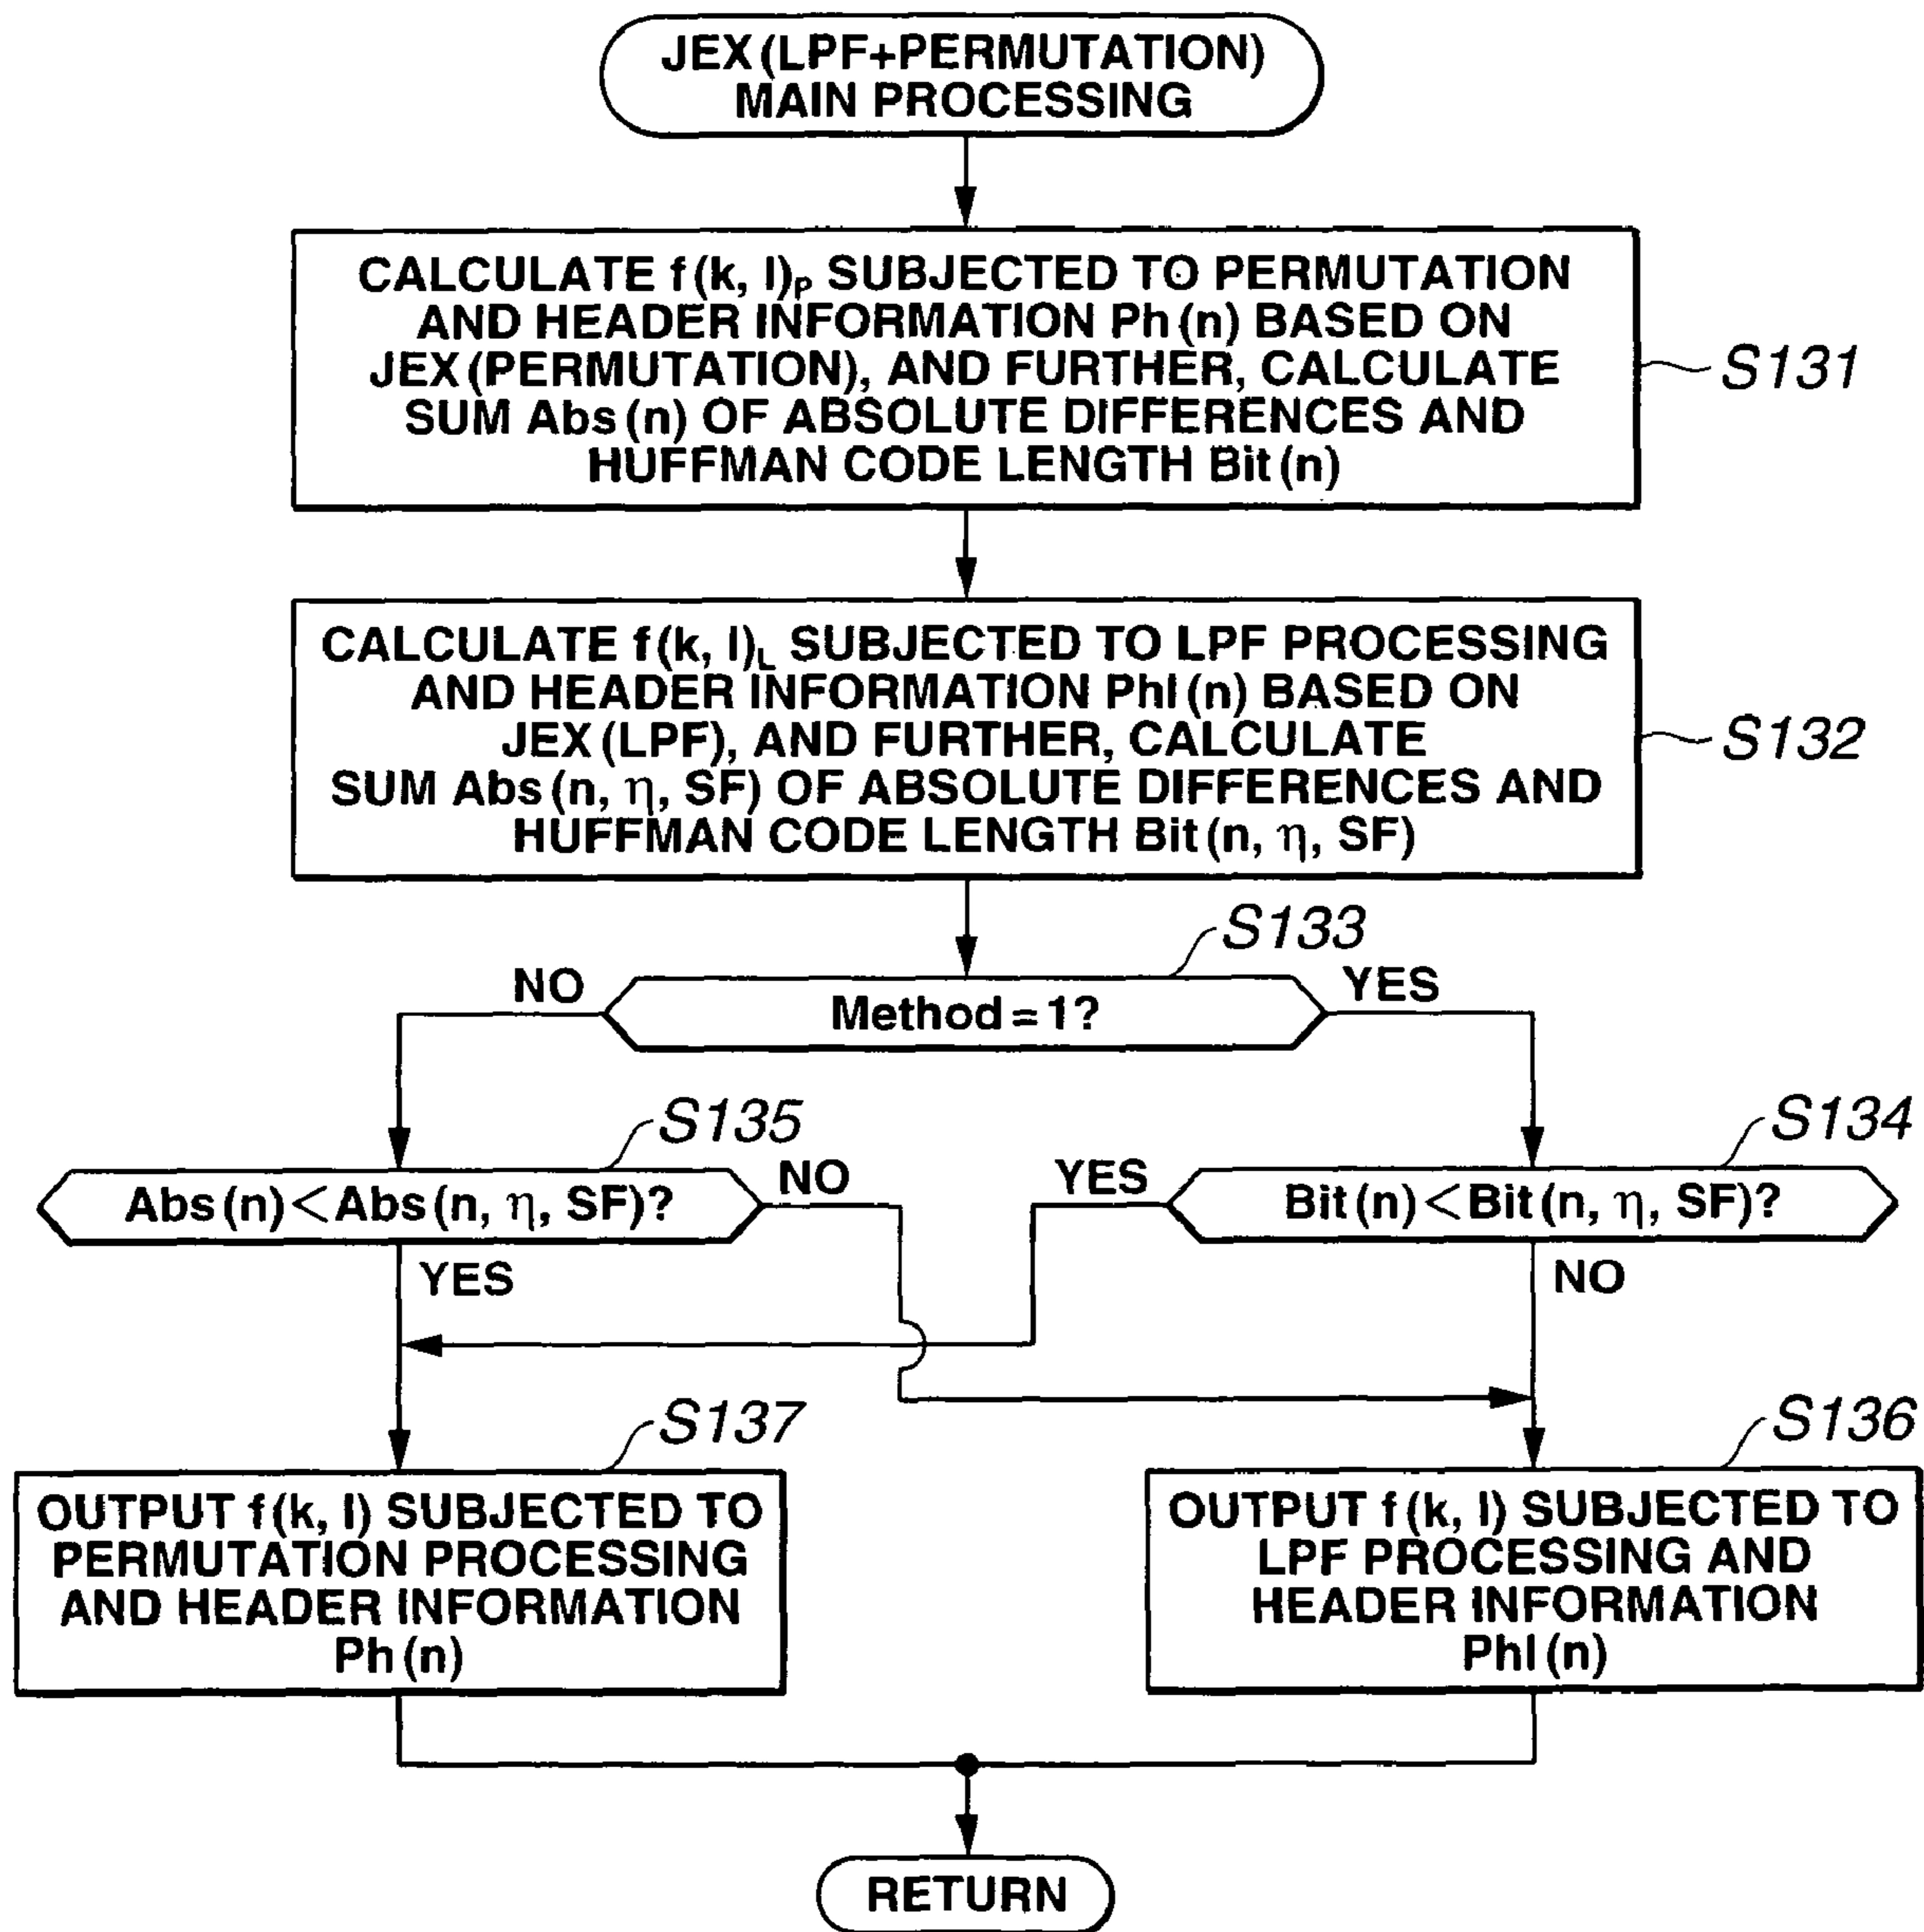 JEX(LPF+PERMUTATION)
MAIN PROCESSING
CALCULATE f(k, l)P SUBJECTED TO PERMUTATION
AND HEADER INFORMATION Ph(n) BASED ON
JEX(PERMUTATION), AND FURTHER, CALCULATE
SUM Abs(n) OF ABSOLUTE DIFFERENCES AND
HUFFMAN CODE LENGTH Bit(n)
S131
CALCULATE f(k, l)L SUBJECTED TO LPF PROCESSING
AND HEADER INFORMATION Phl(n) BASED ON
JEX(LPF), AND FURTHER, CALCULATE
SUM Abs(n, η, SF) OF ABSOLUTE DIFFERENCES AND
HUFFMAN CODE LENGTH Bit(n, η, SF)
S132
S133
NO
Method=1?
YES
S135
S134
Abs(n)<Abs(n, η, SF)?
NO
YES
Bit(n)<Bit(n, η, SF)?
YES
NO
S137
S136
OUTPUT f(k, l) SUBJECTED TO
PERMUTATION PROCESSING
AND HEADER INFORMATION
Ph(n)
OUTPUT f(k, l) SUBJECTED TO
LPF PROCESSING AND
HEADER INFORMATION
Phl(n)
RETURN